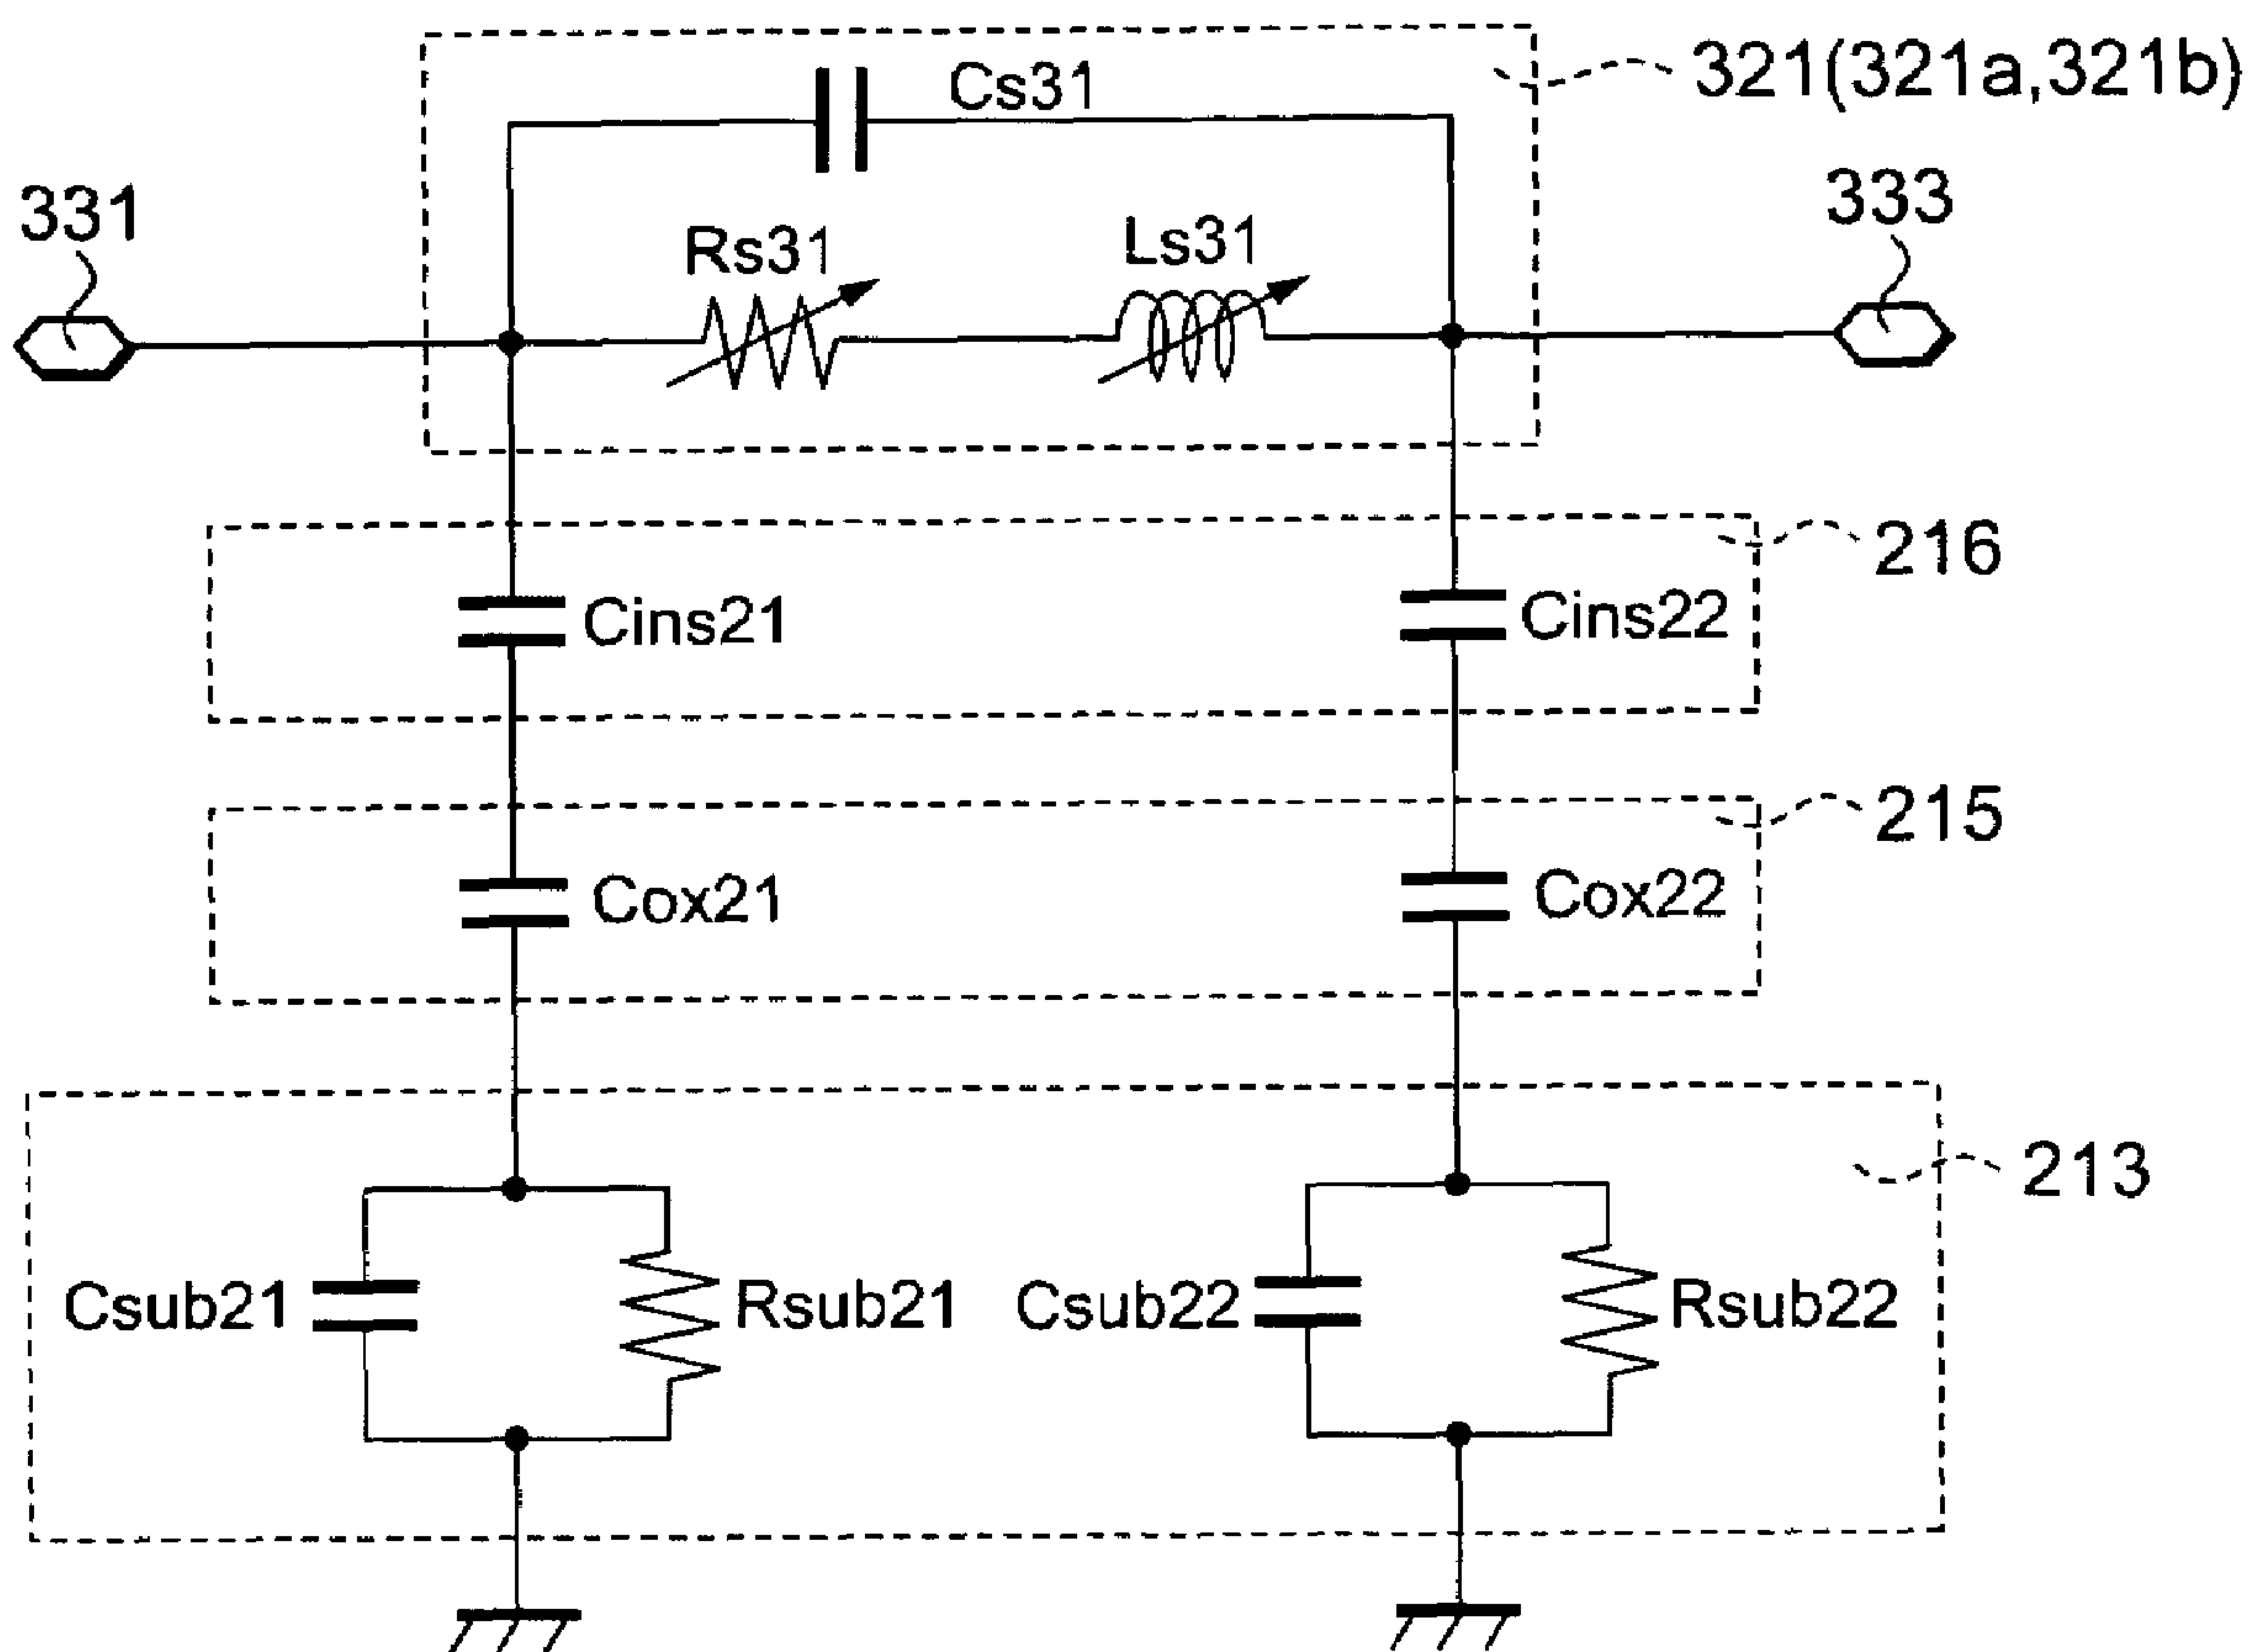 321(321a,321b)
Cs31
331
333
Rs31
Ls31
216
Cins21
Cins22
215
Cox21
Cox22
213
Csub21
Rsub21
Csub22
Rsub22